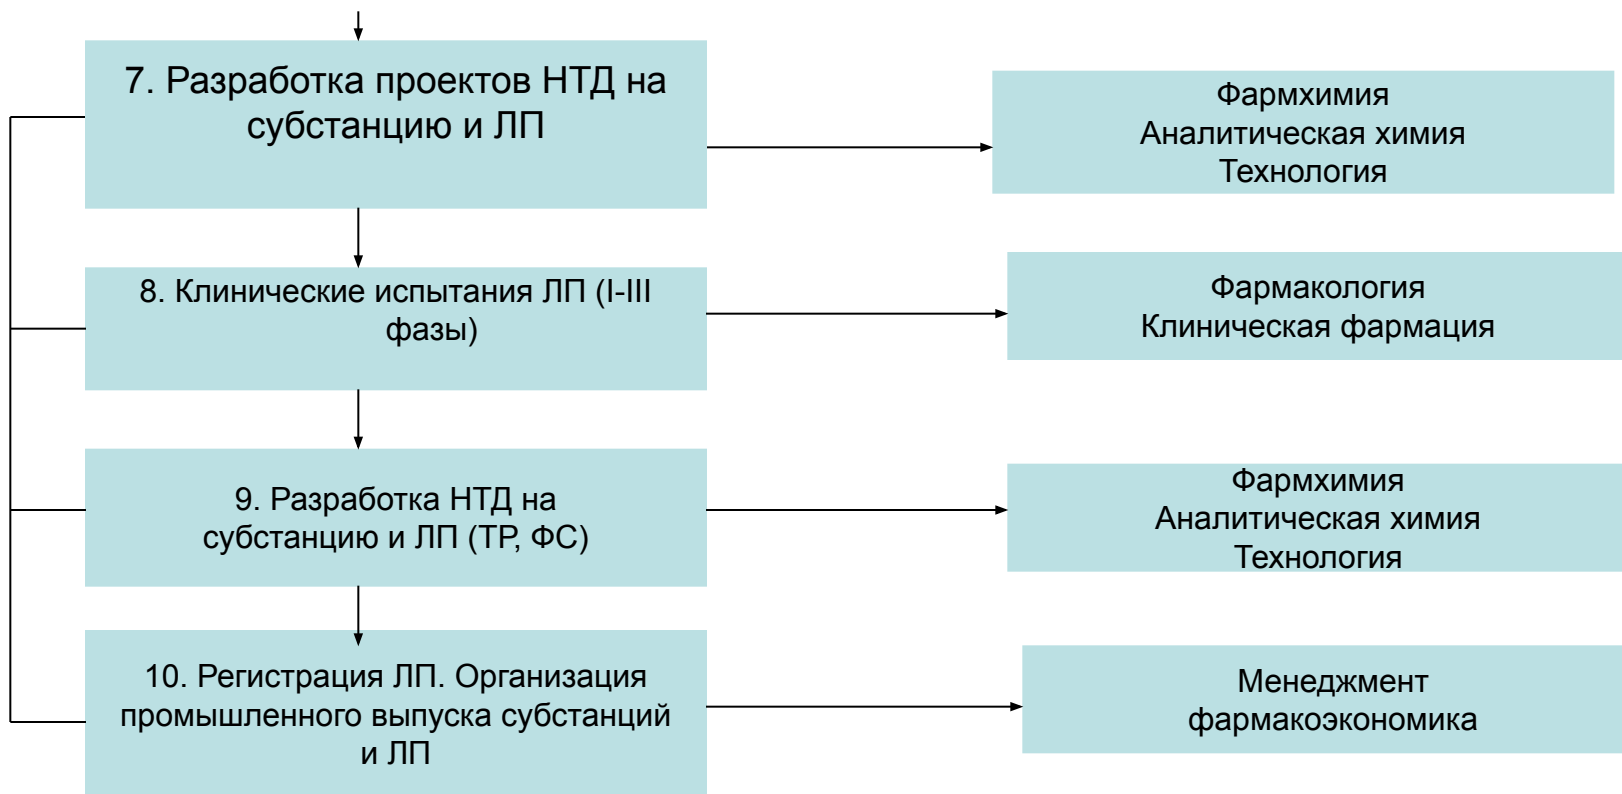 7. Разработка проектов НТД на
субстанцию и ЛП
Фармхимия
Аналитическая химия
Технология
8. Клинические испытания ЛП (I-III
фазы)
Фармакология
Клиническая фармация
9. Разработка НТД на
субстанцию и ЛП (ТР, ФС)
Фармхимия
Аналитическая химия
Технология
10. Регистрация ЛП. Организация
промышленного выпуска субстанций
и ЛП
Менеджмент
фармакоэкономика